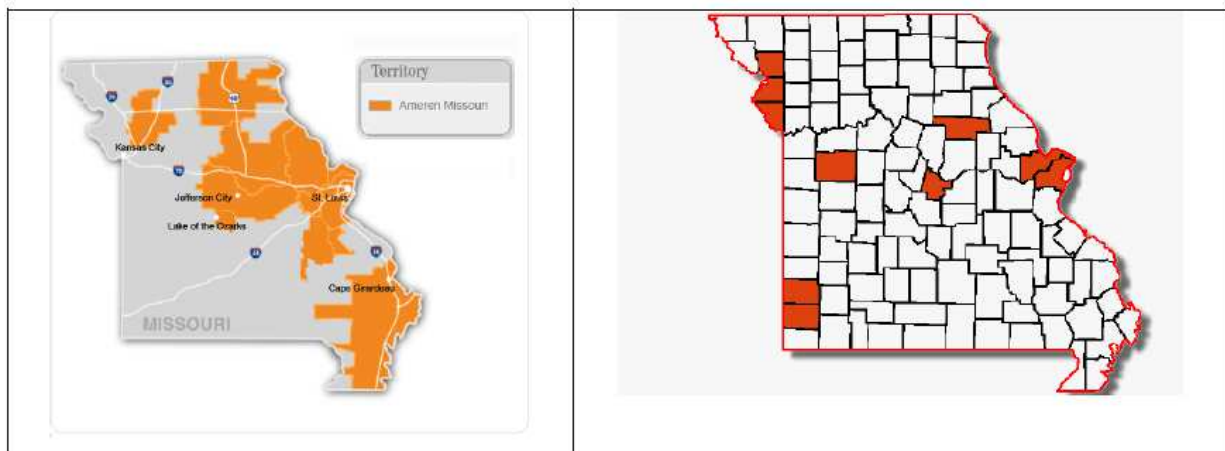 Territory
Ameren Missouri
Kansas City
Jefferson City
St. Louis
Lake of the Ozarks
Cape Girardeau
MISSOURI